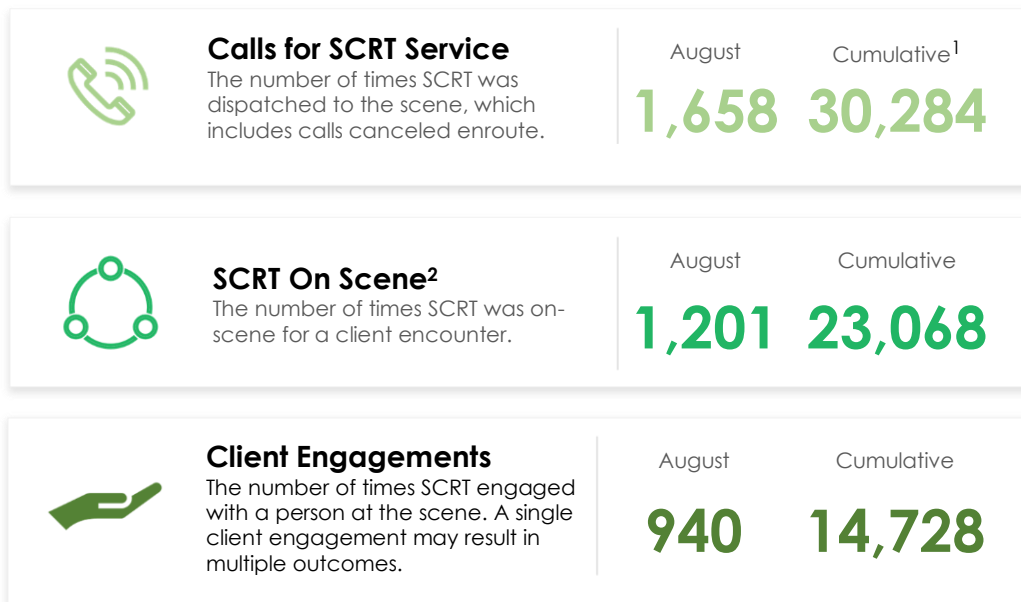 Calls for SCRT Service
The number of times SCRT was
dispatched to the scene, which
includes calls canceled enroute.
August
Cumulative¹
1,658
30,284
SCRT On Scene²
The number of times SCRT was on-
scene for a client encounter.
August
Cumulative
1,201
23,068
Client Engagements
The number of times SCRT engaged
with a person at the scene. A single
client engagement may result in
multiple outcomes.
August
Cumulative
940
14,728